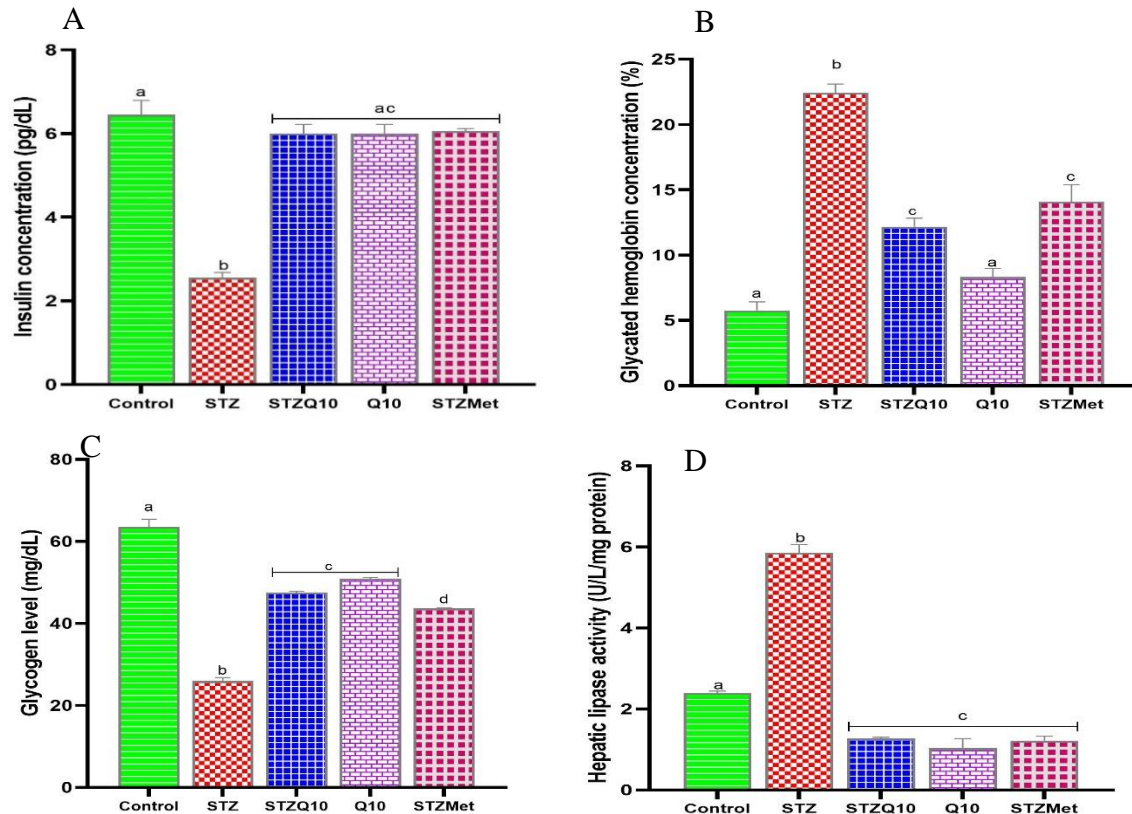 A
Insulin concentration (pg/dL)
8
6
4
2
0
a
b
ac
Control STZ STZQ10 Q10 STZMet
B
Glycated hemoglobin concentration (%)
25
20
15
10
5
0
a
b
c
a
c
Control STZ STZQ10 Q10 STZMet
C
Glycogen level (mg/dL)
80
60
40
20
0
a
b
c
d
Control STZ STZQ10 Q10 STZMet
D
Hepatic lipase activity (U/L/mg protein)
8
6
4
2
0
a
b
c
Control STZ STZQ10 Q10 STZMet